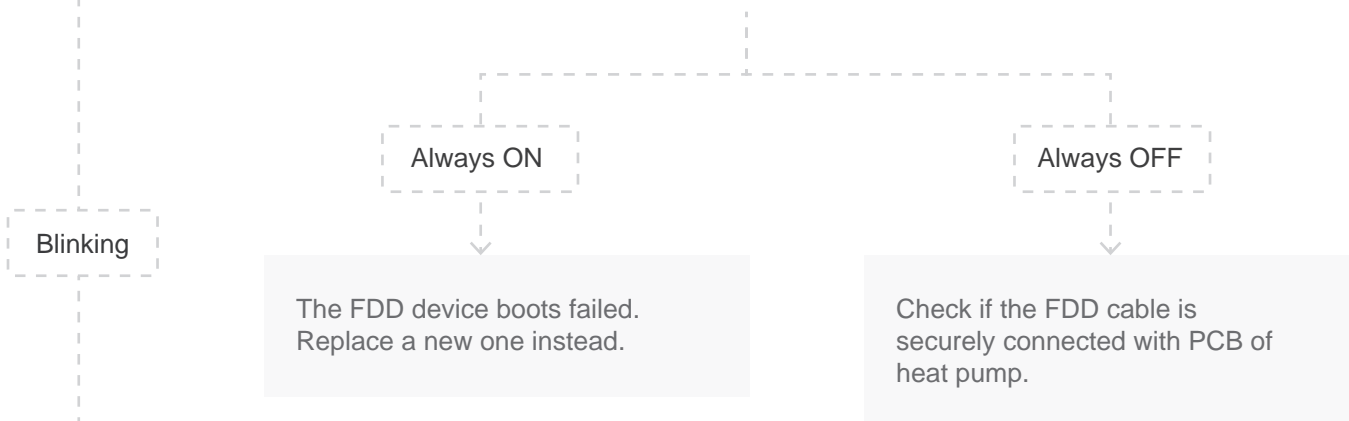 Always ON
Always OFF
Blinking
The FDD device boots failed.
Replace a new one instead.
Check if the FDD cable is
securely connected with PCB of
heat pump.